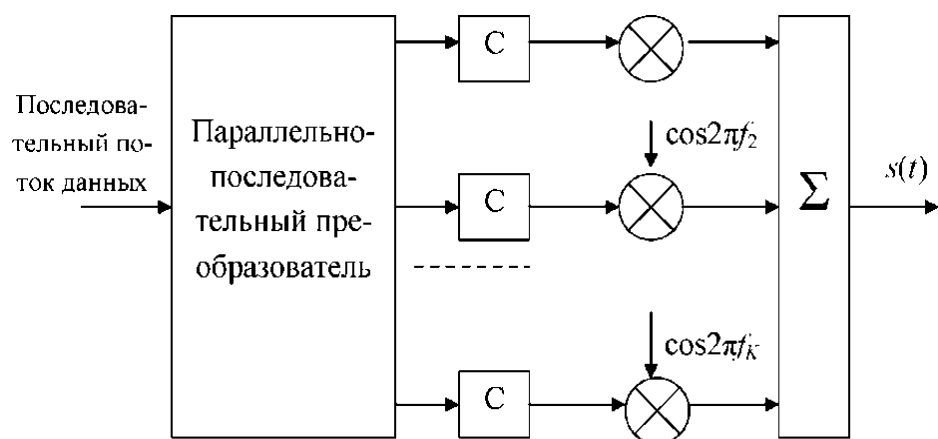 Последова-
тельный по-
ток данных
Параллельно-
последова-
тельный пре-
образователь
С
С
С
cos2πf2
cos2πfK
Σ
s(t)